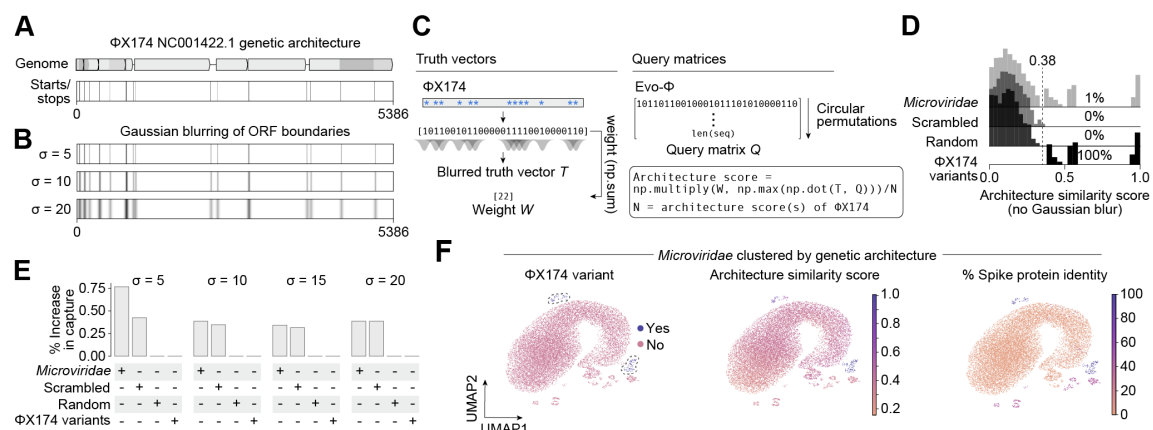 A
ΦX174 NC001422.1 genetic architecture
Genome
Starts/
stops
0
5386
B
Gaussian blurring of ORF boundaries
σ = 5
σ = 10
σ = 20
0
5386
C
Truth vectors
ΦX174
[1011001011000001111001000011 0]
Blurred truth vector T
[22]
Weight W
weight (np.sum)
Query matrices
Evo-Φ
101101100100010111101010000110
len(seq)
Query matrix Q
Circular
permutations
Architecture score =
np.multiply(W, np.max(np.dot(T, Q)))/N
N = architecture score(s) of ΦX174
D
0.38
Microviridae
1%
Scrambled
0%
Random
0%
ΦX174
variants
100%
0.0
0.5
1.0
Architecture similarity score
(no Gaussian blur)
E
% Increase
in capture
0.75
0.50
0.25
0.00
σ = 5
σ = 10
σ = 15
σ = 20
Microviridae + - - - + - - - + - - - + - - -
Scrambled - + - - - + - - - + - - - + - -
Random - - + - - - + - - - + - - - + -
ΦX174 variants - - - + - - - + - - - + - - - +
F
Microviridae clustered by genetic architecture
ΦX174 variant
Yes
No
UMAP2
UMAP1
Architecture similarity score
1.0
0.8
0.6
0.4
0.2
% Spike protein identity
100
80
60
40
20
0